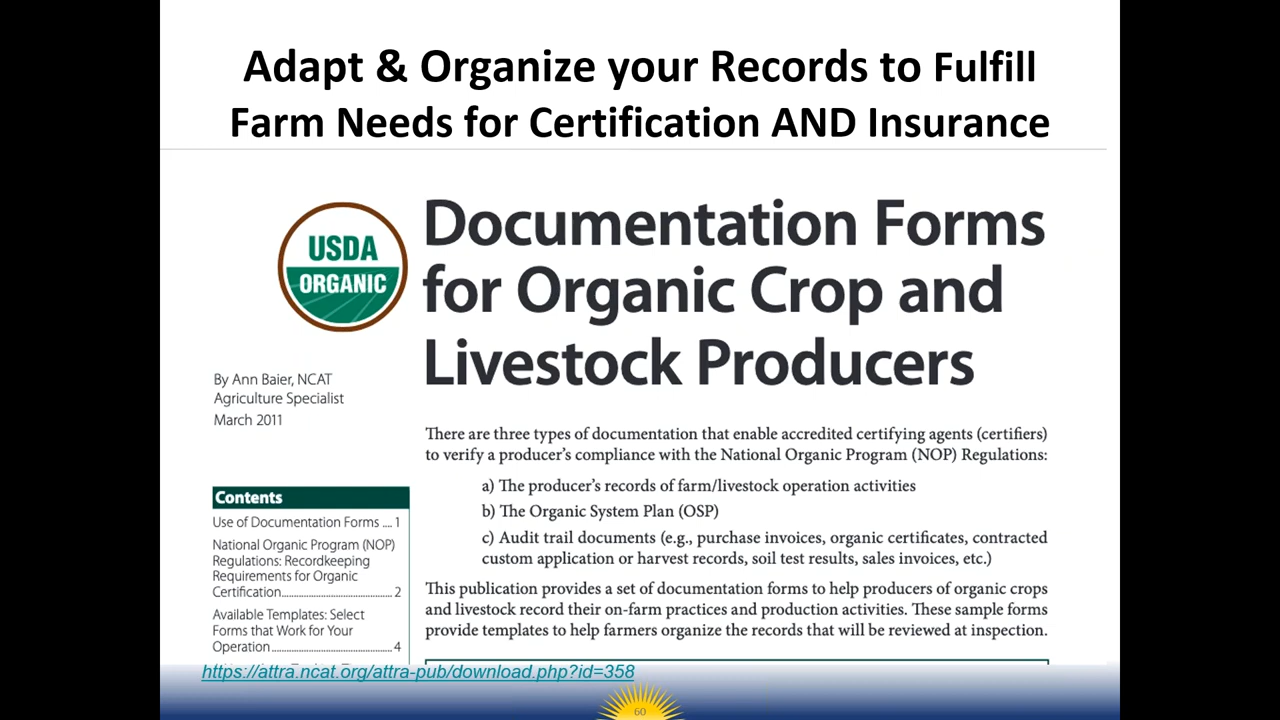 Adapt & Organize your Records to Fulfill
Farm Needs for Certification AND Insurance
USDA
ORGANIC
Documentation Forms
for Organic Crop and
Livestock Producers
By Ann Baier, NCAT
Agriculture Specialist
March 2011
There are three types of documentation that enable accredited certifying agents (certifiers)
to verify a producer's compliance with the National Organic Program (NOP) Regulations:
a) The producer's records of farm/livestock operation activities
b) The Organic System Plan (OSP)
c) Audit trail documents (e.g., purchase invoices, organic certificates, contracted
custom application or harvest records, soil test results, sales invoices, etc.)
This publication provides a set of documentation forms to help producers of organic crops
and livestock record their on-farm practices and production activities. These sample forms
provide templates to help farmers organize the records that will be reviewed at inspection.
Contents
Use of Documentation Forms .... 1
National Organic Program (NOP)
Regulations: Recordkeeping
Requirements for Organic
Certification.................................. 2
Available Templates: Select
Forms that Work for Your
Operation..................................... 4
https://attra.ncat.org/attra-pub/download.php?id=358
60